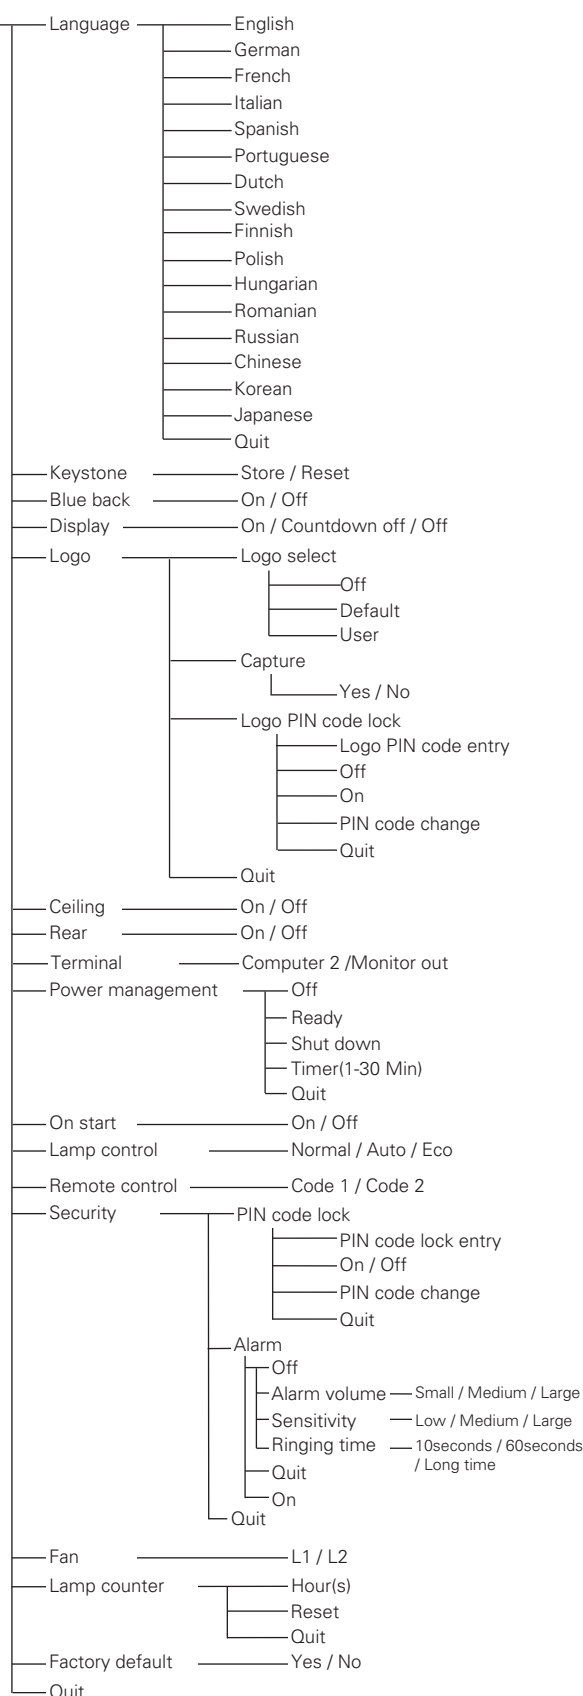 Language English
German
French
Italian
Spanish
Portuguese
Dutch
Swedish
Finnish
Polish
Hungarian
Romanian
Russian
Chinese
Korean
Japanese
Quit
Keystone Store / Reset
Blue back On / Off
Display On / Countdown off / Off
Logo Logo select
Off
Default
User
Capture
Yes / No
Logo PIN code lock
Logo PIN code entry
Off
On
PIN code change
Quit
Quit
Ceiling On / Off
Rear On / Off
Terminal Computer 2 /Monitor out
Power management Off
Ready
Shut down
Timer(1-30 Min)
Quit
On start On / Off
Lamp control Normal / Auto / Eco
Remote control Code 1 / Code 2
Security PIN code lock
PIN code lock entry
On / Off
PIN code change
Quit
Alarm
Off
Alarm volume Small / Medium / Large
Sensitivity Low / Medium / Large
Ringing time 10seconds / 60seconds
/ Long time
Quit
On
Quit
Fan L1 / L2
Lamp counter Hour(s)
Reset
Quit
Factory default Yes / No
Quit